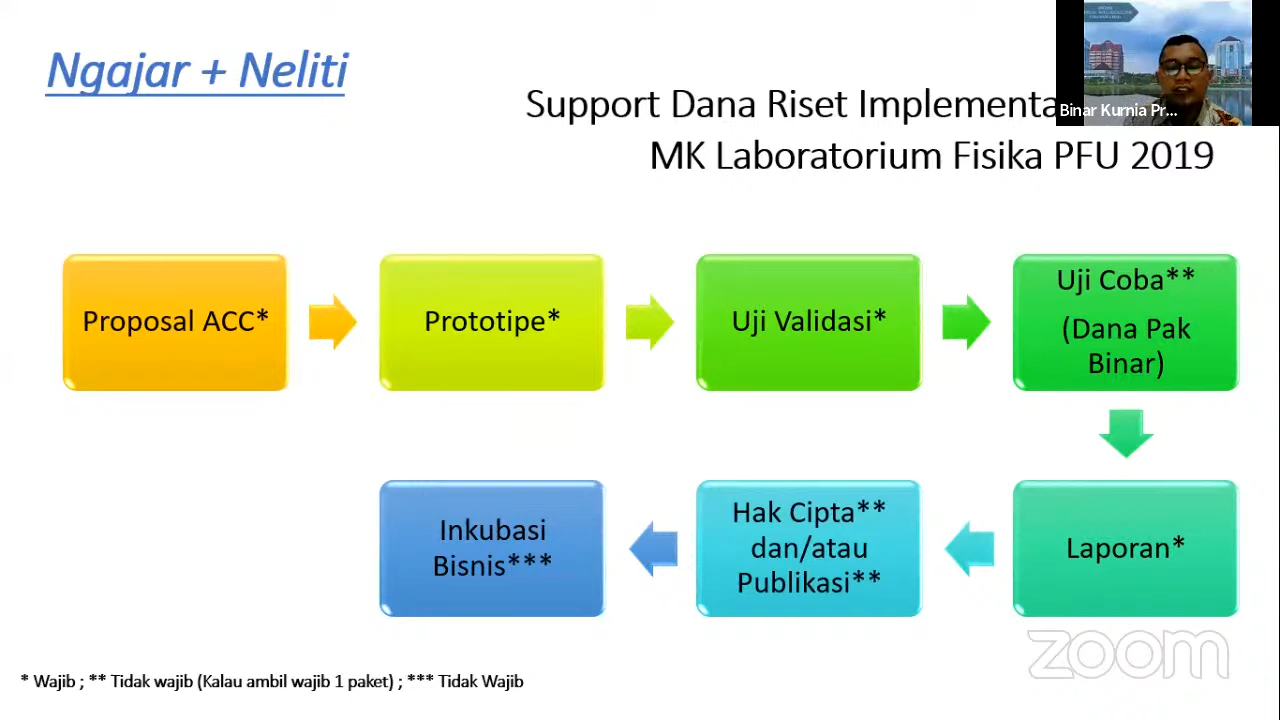 Ngajar + Neliti
Support Dana Riset Implementa
MK Laboratorium Fisika PFU 2019
Binar Kurnia Pr...
Proposal ACC*
Prototipe*
Uji Validasi*
Uji Coba**
(Dana Pak
Binar)
Laporan*
Hak Cipta**
dan/atau
Publikasi**
Inkubasi
Bisnis***
zoom
* Wajib ; ** Tidak wajib (Kalau ambil wajib 1 paket) ; *** Tidak Wajib